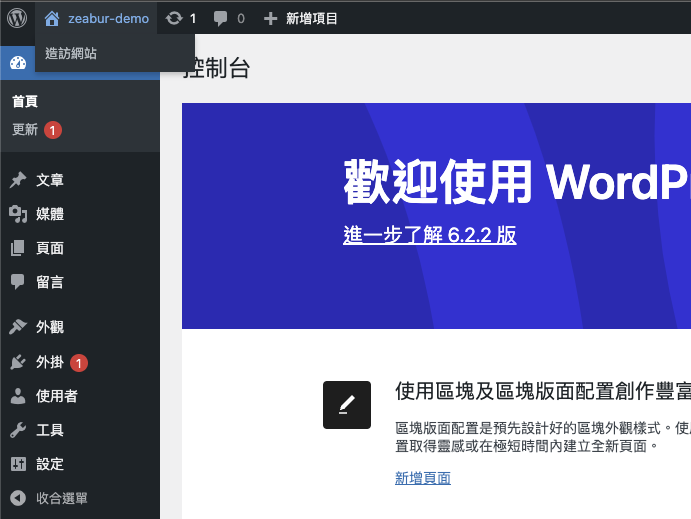 zeabur-demo 1 0 新增項目
造訪網站
控制台
首頁
更新 1
文章
媒體
頁面
留言
外觀
外掛 1
使用者
工具
設定
收合選單
歡迎使用 WordP
進一步了解 6.2.2 版
使用區塊及區塊版面配置創作豐富
區塊版面配置是預先設計好的區塊外觀樣式。使
置取得靈感或在極短時間內建立全新頁面。
新增頁面